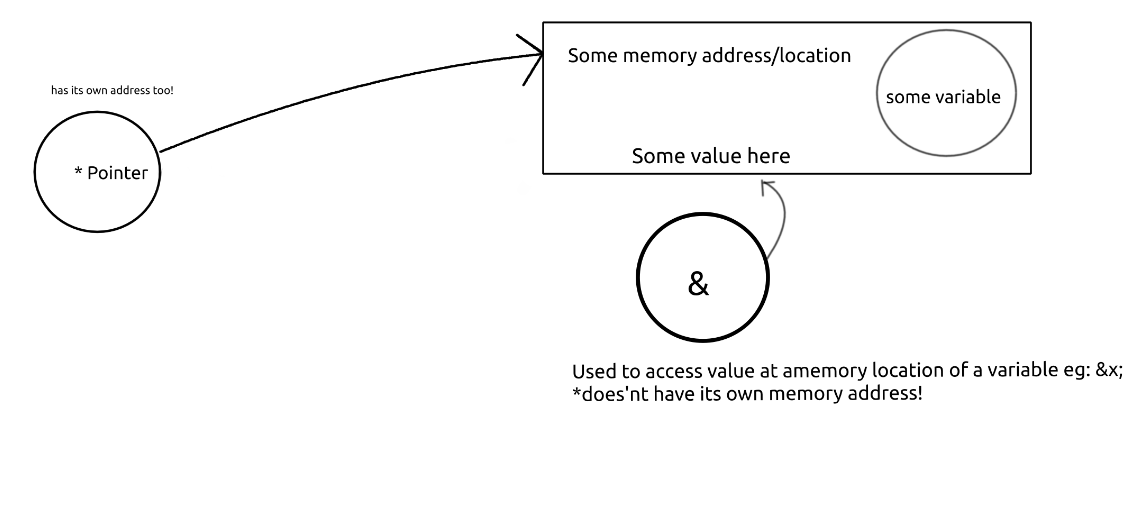 Some memory address/location
has its own address too!
some variable
* Pointer
Some value here
&
Used to access value at amemory location of a variable eg: &x;
*does'nt have its own memory address!